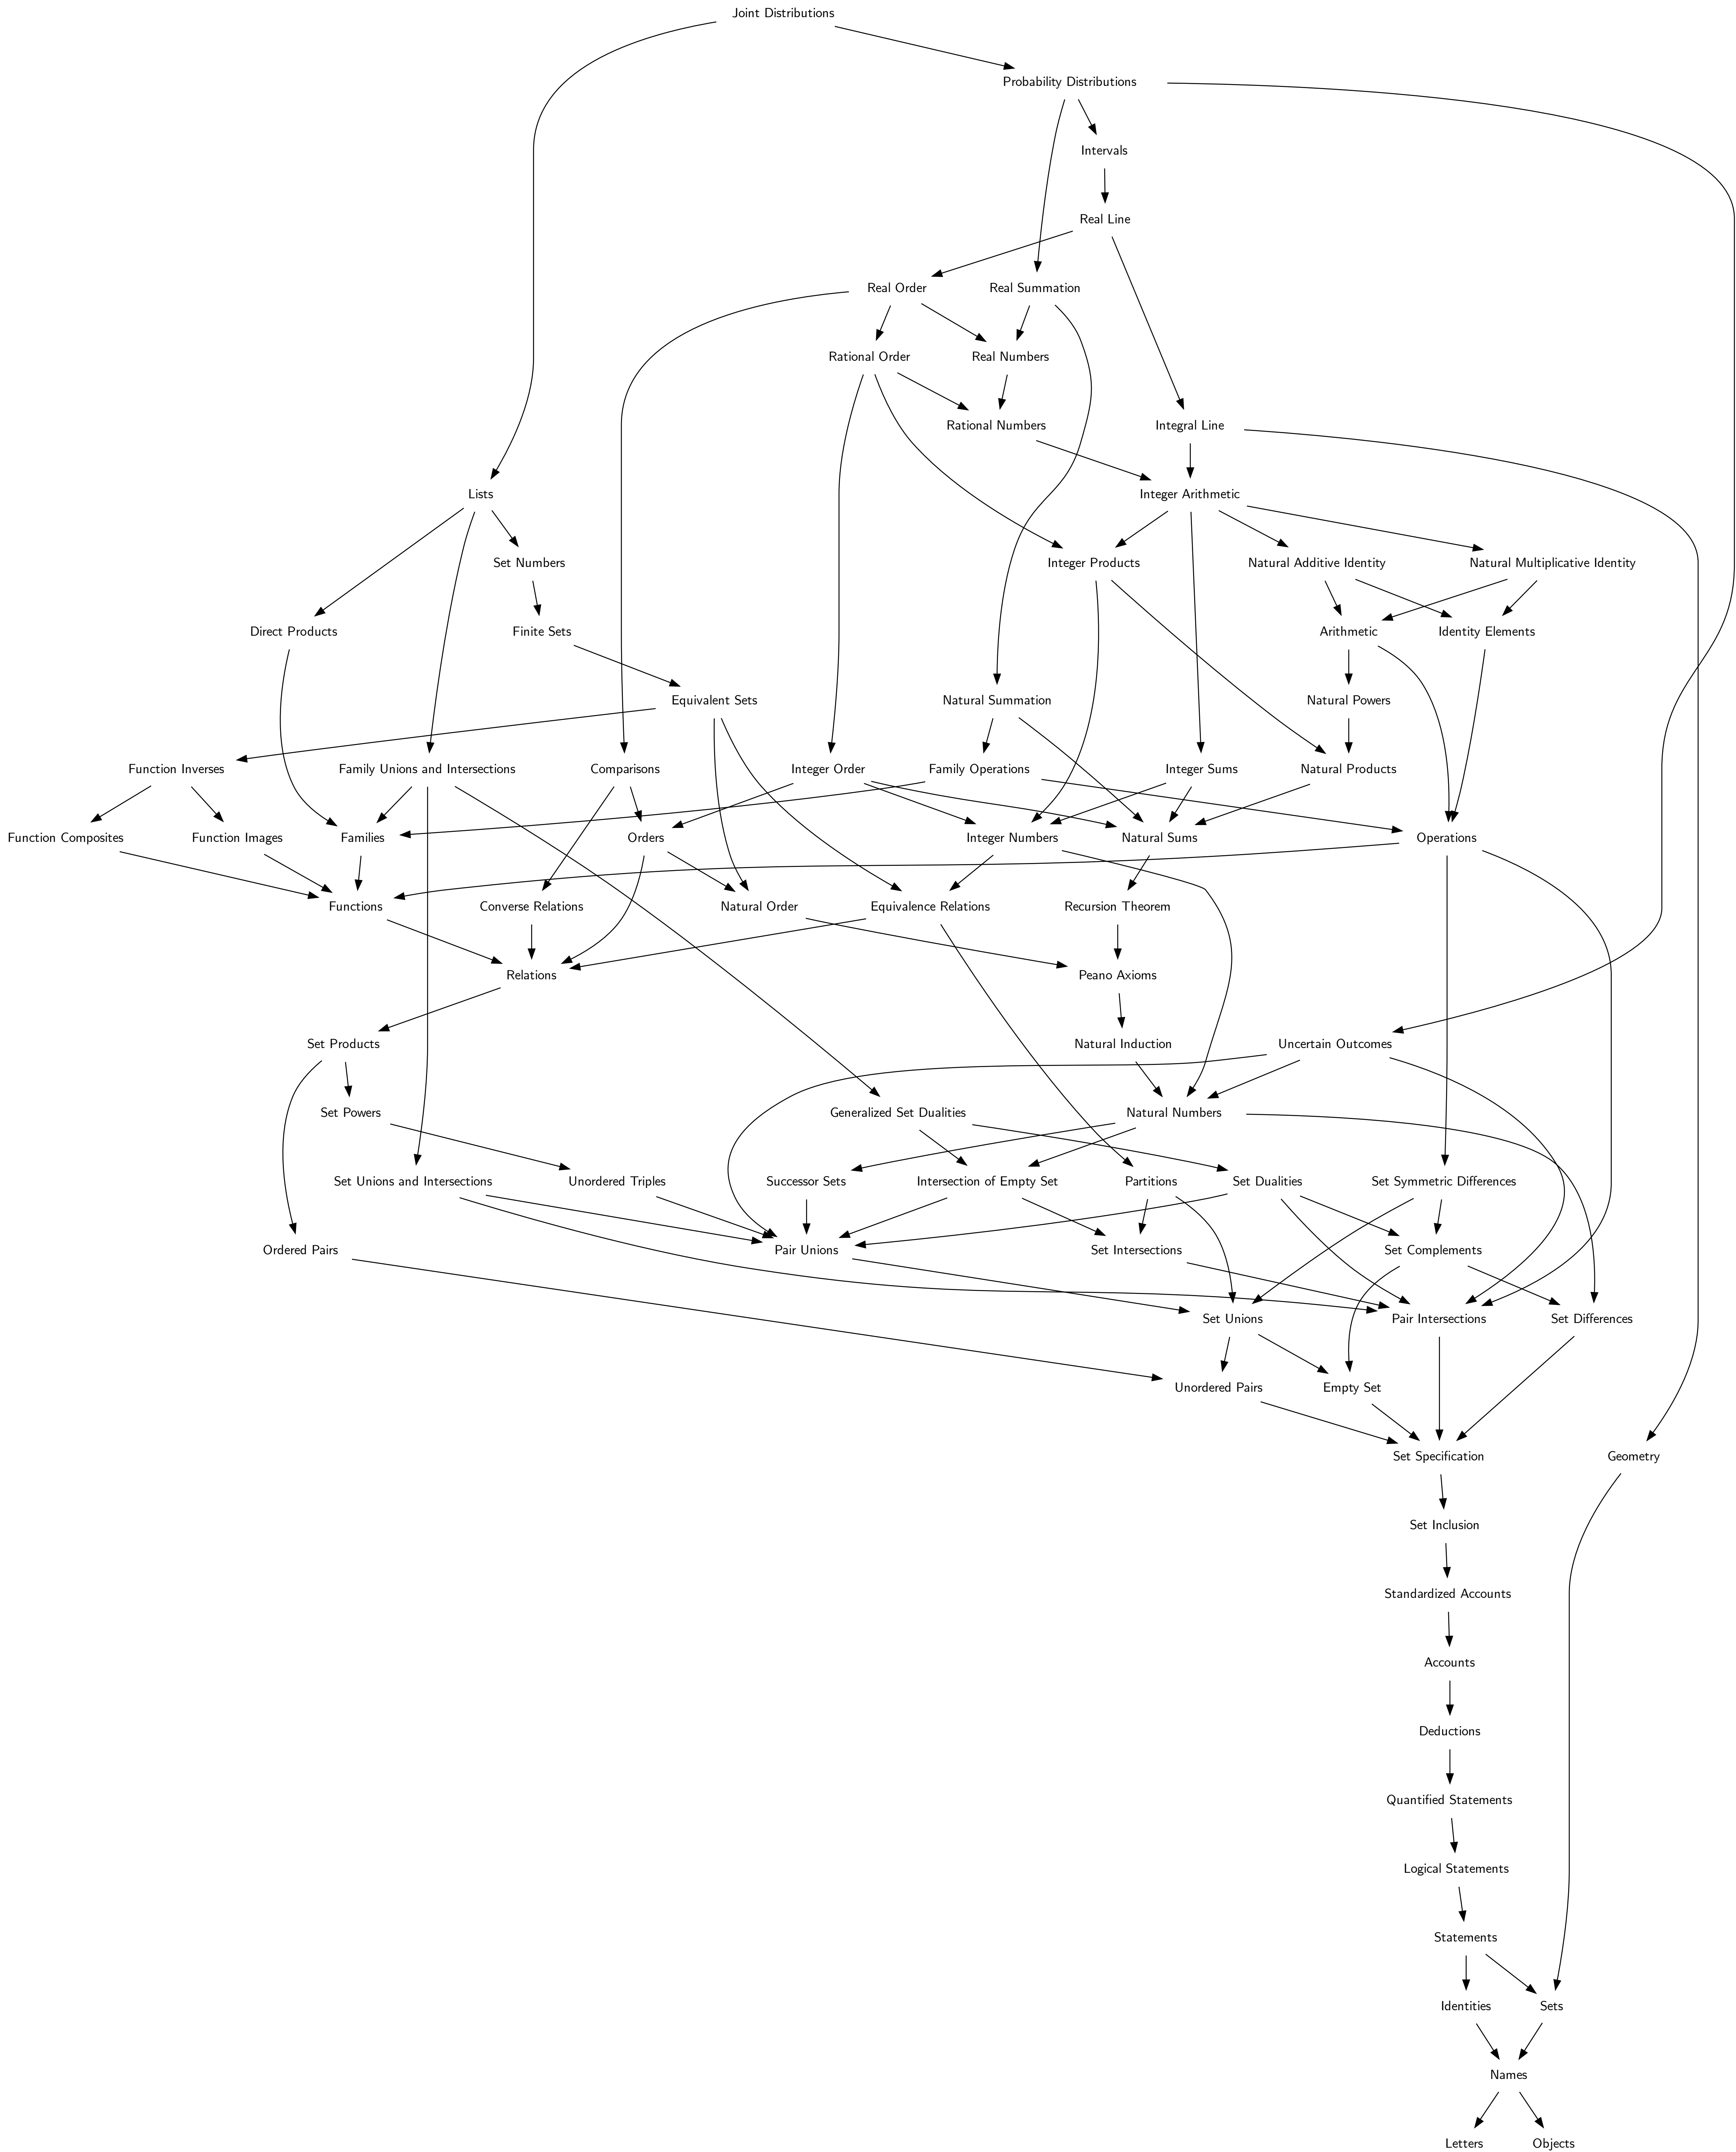 Joint Distributions
Probability Distributions
Intervals
Real Line
Real Order
Real Summation
Rational Order
Real Numbers
Rational Numbers
Integral Line
Lists
Integer Arithmetic
Set Numbers
Integer Products
Natural Additive Identity
Natural Multiplicative Identity
Direct Products
Finite Sets
Arithmetic
Identity Elements
Equivalent Sets
Natural Summation
Natural Powers
Function Inverses
Family Unions and Intersections
Comparisons
Integer Order
Family Operations
Integer Sums
Natural Products
Function Composites
Function Images
Families
Orders
Integer Numbers
Natural Sums
Operations
Functions
Converse Relations
Natural Order
Equivalence Relations
Recursion Theorem
Relations
Peano Axioms
Set Products
Natural Induction
Uncertain Outcomes
Set Powers
Generalized Set Dualities
Natural Numbers
Set Unions and Intersections
Unordered Triples
Successor Sets
Intersection of Empty Set
Partitions
Set Dualities
Set Symmetric Differences
Ordered Pairs
Pair Unions
Set Intersections
Set Complements
Set Unions
Pair Intersections
Set Differences
Unordered Pairs
Empty Set
Set Specification
Geometry
Set Inclusion
Standardized Accounts
Accounts
Deductions
Quantified Statements
Logical Statements
Statements
Identities
Sets
Names
Letters
Objects